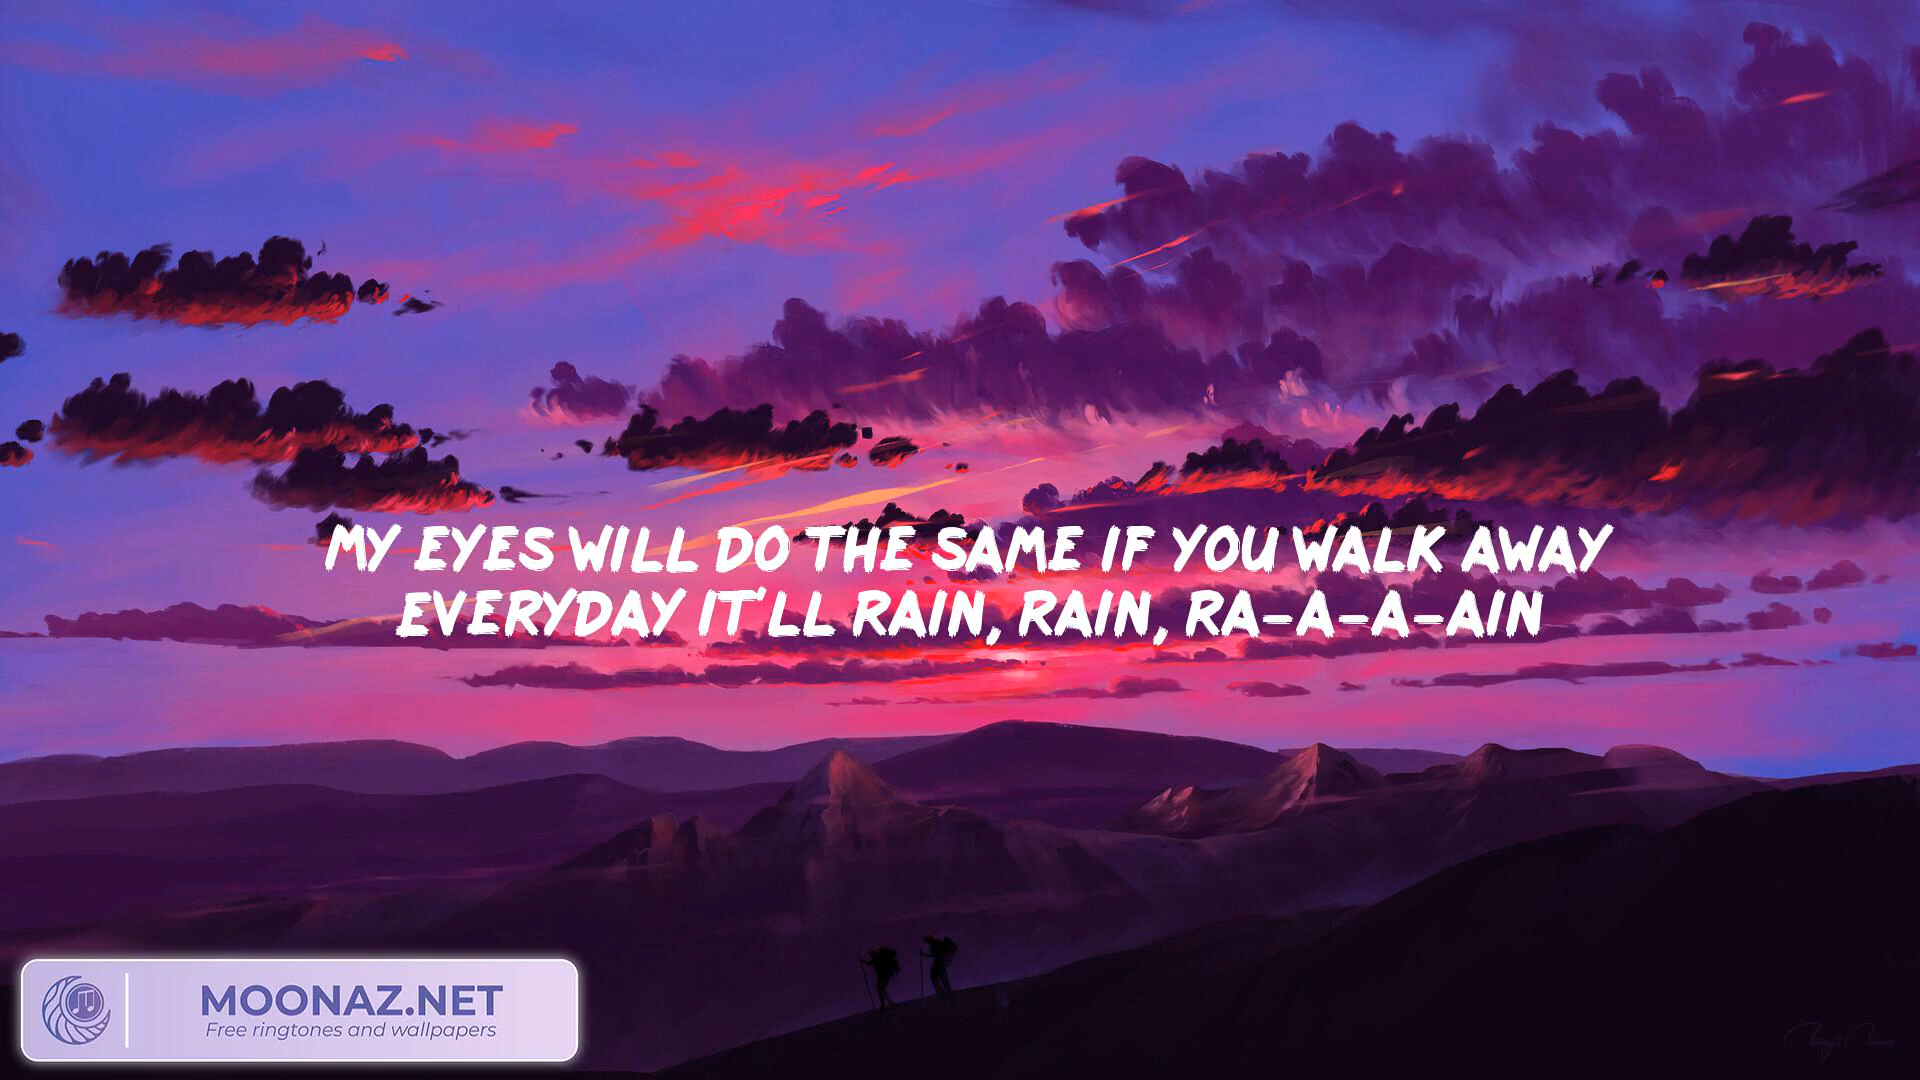 MY EYES WILL DO THE SAME IF YOU WALK AWAY
EVERYDAY IT'LL RAIN, RAIN, RA-A-A-AIN
MOONAZ.NET
Free ringtones and wallpapers